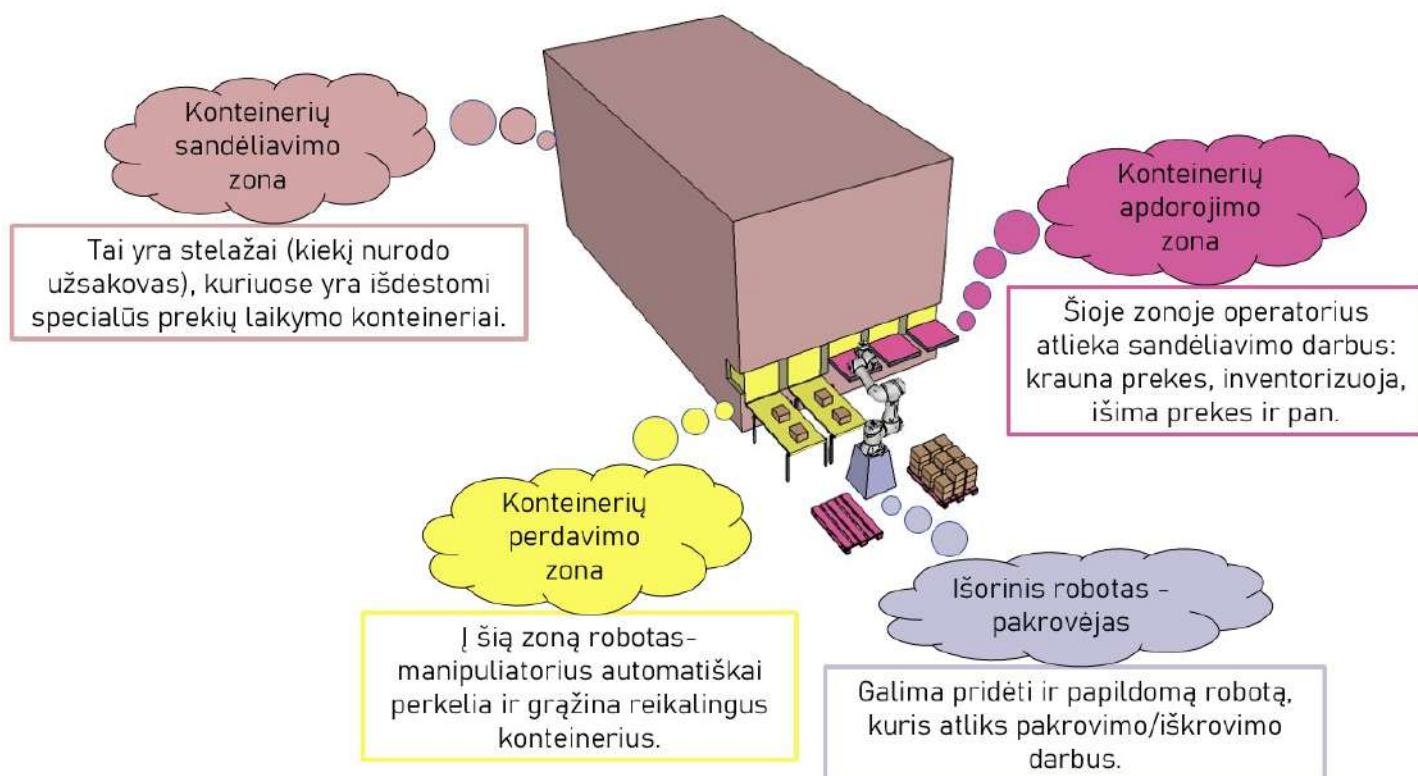 Konteinerių
sandėliavimo
zona
Tai yra stelažai (kiekį nurodo
užsakovas), kuriuose yra išdėstomi
specialūs prekių laikymo konteineriai.
Konteinerių
apdorojimo
zona
Šioje zonoje operatorius
atlieka sandėliavimo darbus:
krauna prekes, inventorizuoja,
išima prekes ir pan.
Konteinerių
perdavimo
zona
Į šią zoną robotas-
manipuliatorius automatiškai
perkelia ir grąžina reikalingus
konteinerius.
Išorinis robotas -
pakrovėjas
Galima pridėti ir papildomą robotą,
kuris atliks pakrovimo/iškrovimo
darbus.